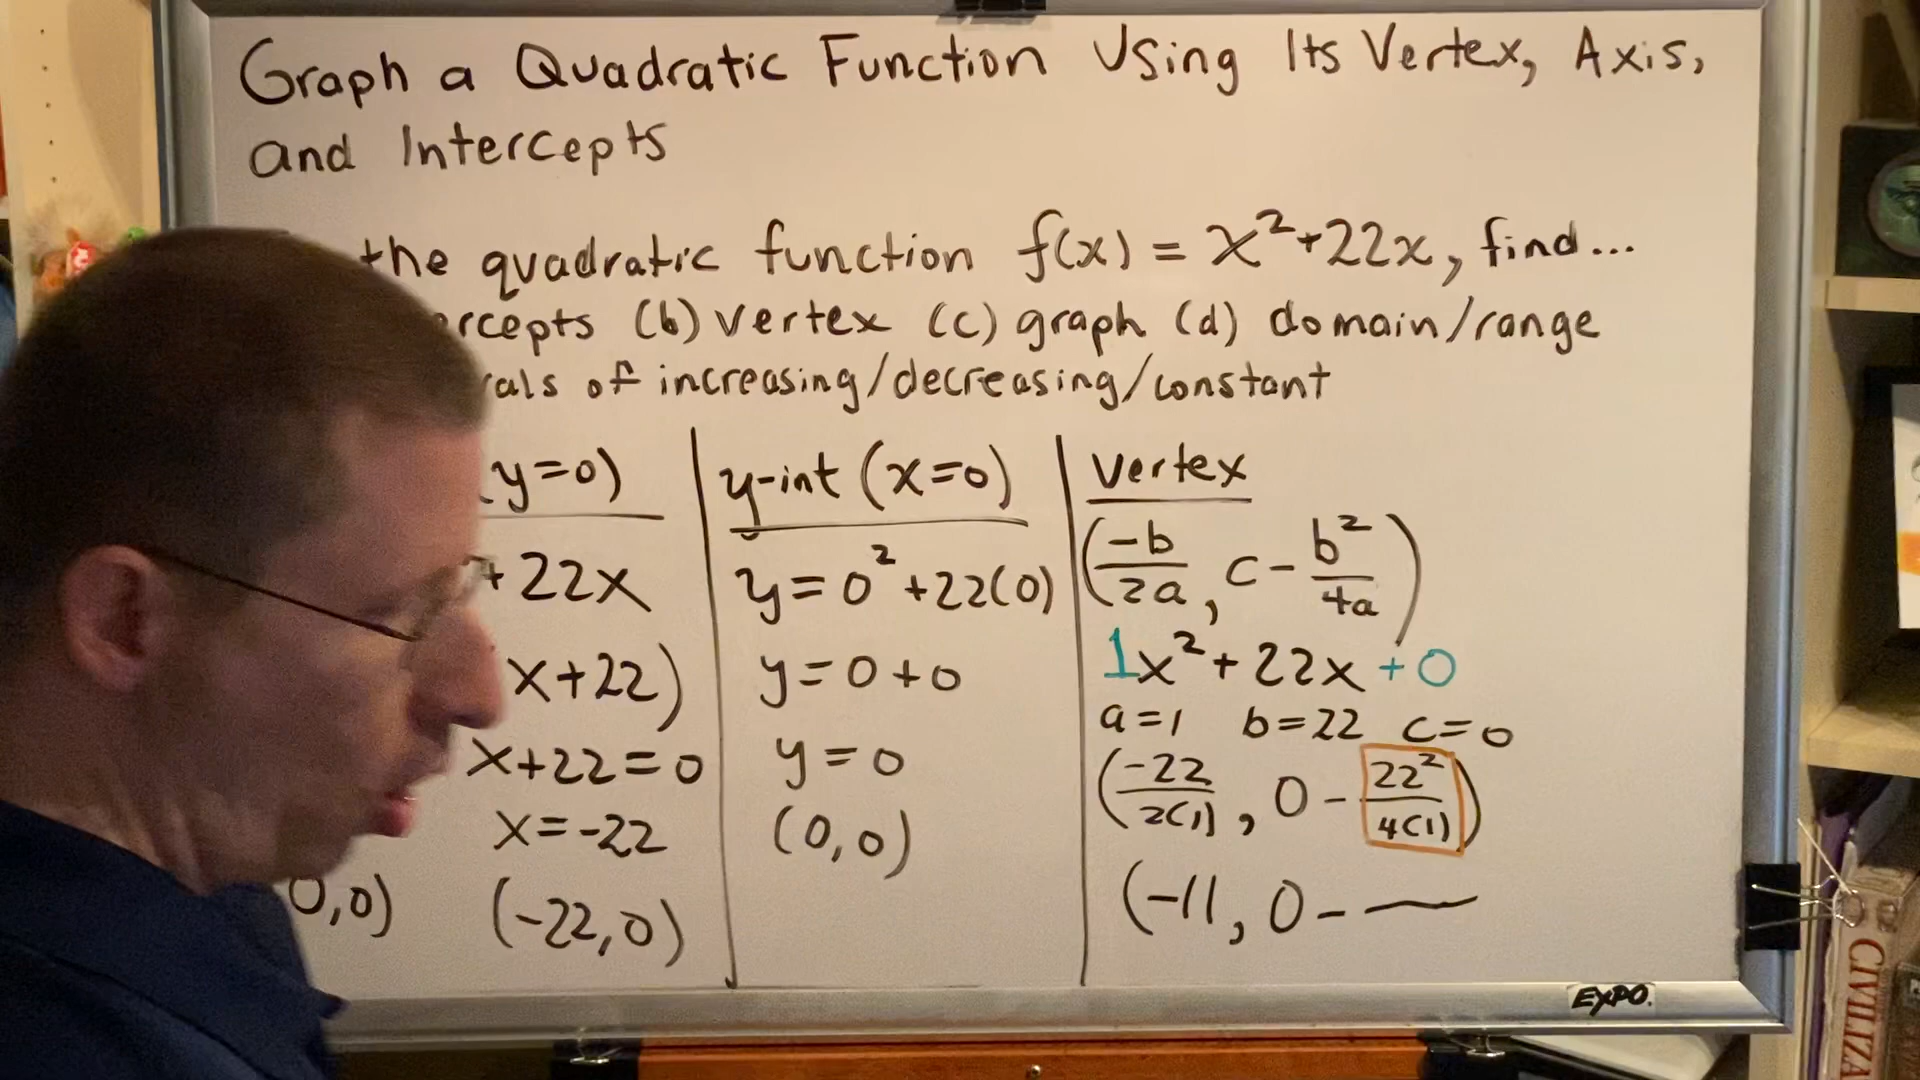 Graph a Quadratic Function Using Its Vertex, Axis,
and Intercepts
the quadratic function f(x) = x²+22x, find...
rcepts (b) vertex (c) graph (d) domain/range
als of increasing/decreasing/constant
y=0)
+22x
x+22)
x+22=0
x=-22
0,0) (-22,0)
y-int (x=0)
y=0²+22(0)
y=0+0
y=0
(0,0)
vertex
(-b/2a, c - b²/4a)
1x²+22x+0
a=1 b=22 c=0
(-22/2(1), 0 - 22²/4(1))
(-11, 0 -
EXPO.
CIVILIZA